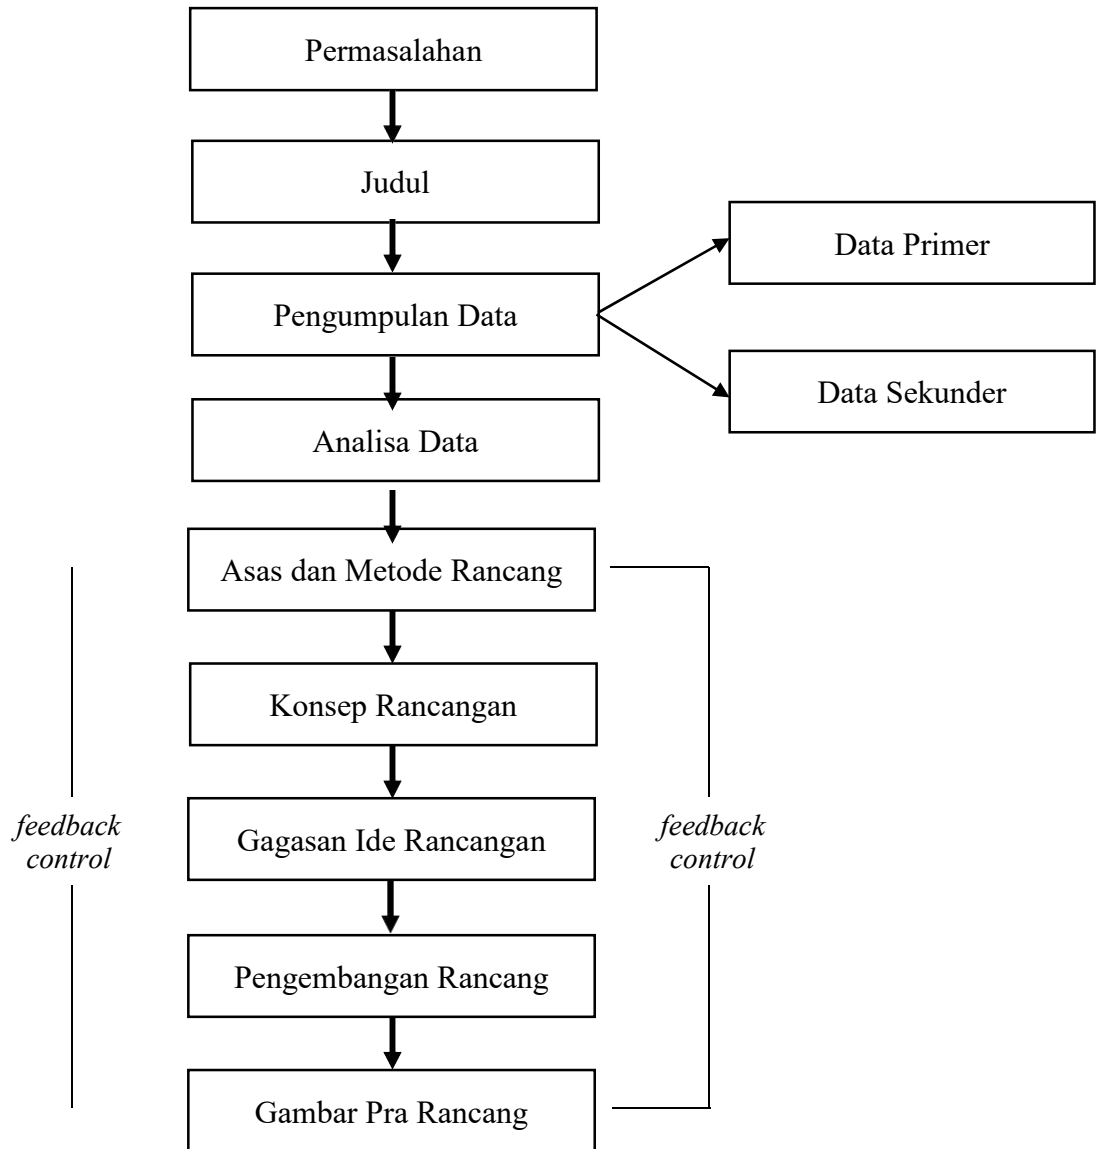 Permasalahan
Judul
Data Primer
Pengumpulan Data
Data Sekunder
Analisa Data
Asas dan Metode Rancang
Konsep Rancangan
feedback
control
Gagasan Ide Rancangan
feedback
control
Pengembangan Rancang
Gambar Pra Rancang